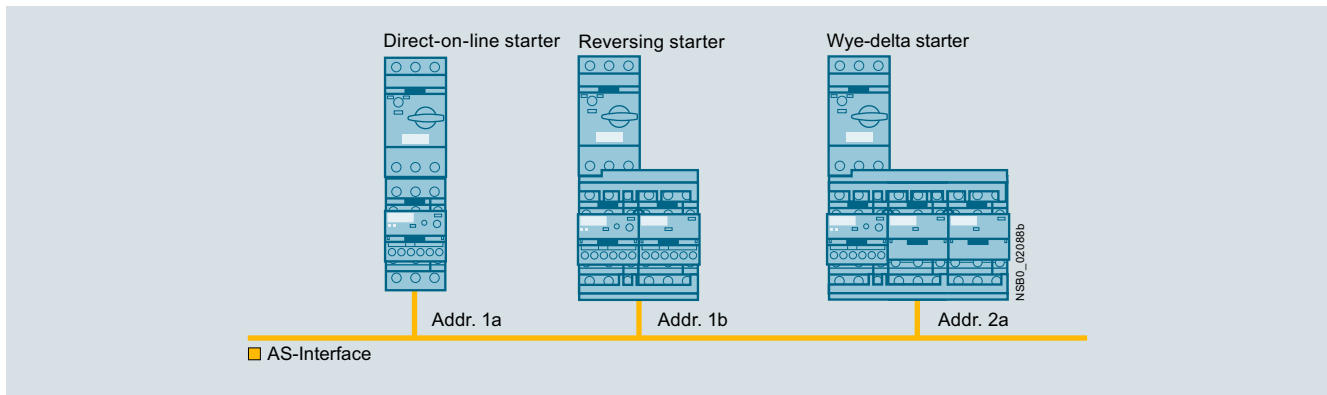 Direct-on-line starter
Reversing starter
Wye-delta starter
NSB0_02088b
Addr. 1a
Addr. 1b
Addr. 2a
AS-Interface